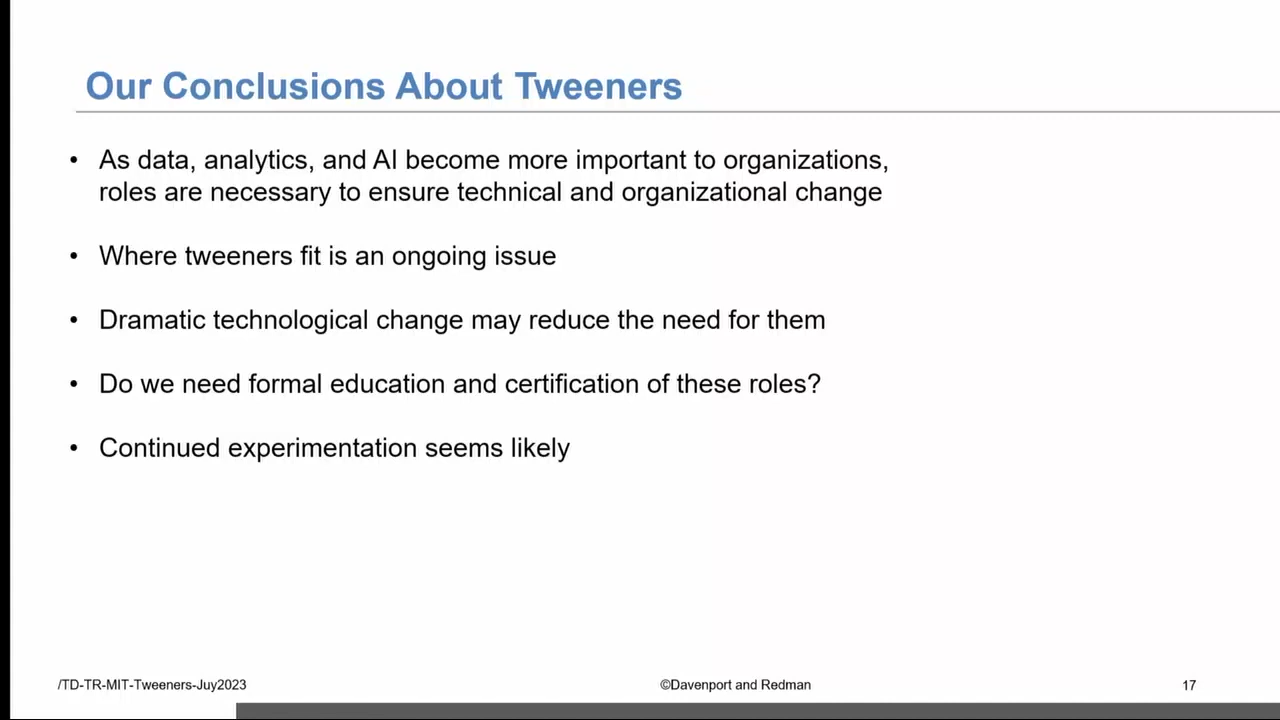 Our Conclusions About Tweeners
• As data, analytics, and AI become more important to organizations,
roles are necessary to ensure technical and organizational change
• Where tweeners fit is an ongoing issue
• Dramatic technological change may reduce the need for them
• Do we need formal education and certification of these roles?
• Continued experimentation seems likely
/TD-TR-MIT-Tweeners-Juy2023
©Davenport and Redman
17